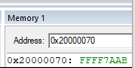 Memory 1
Address: 0x20000070
0x20000070: FFFF7AAB